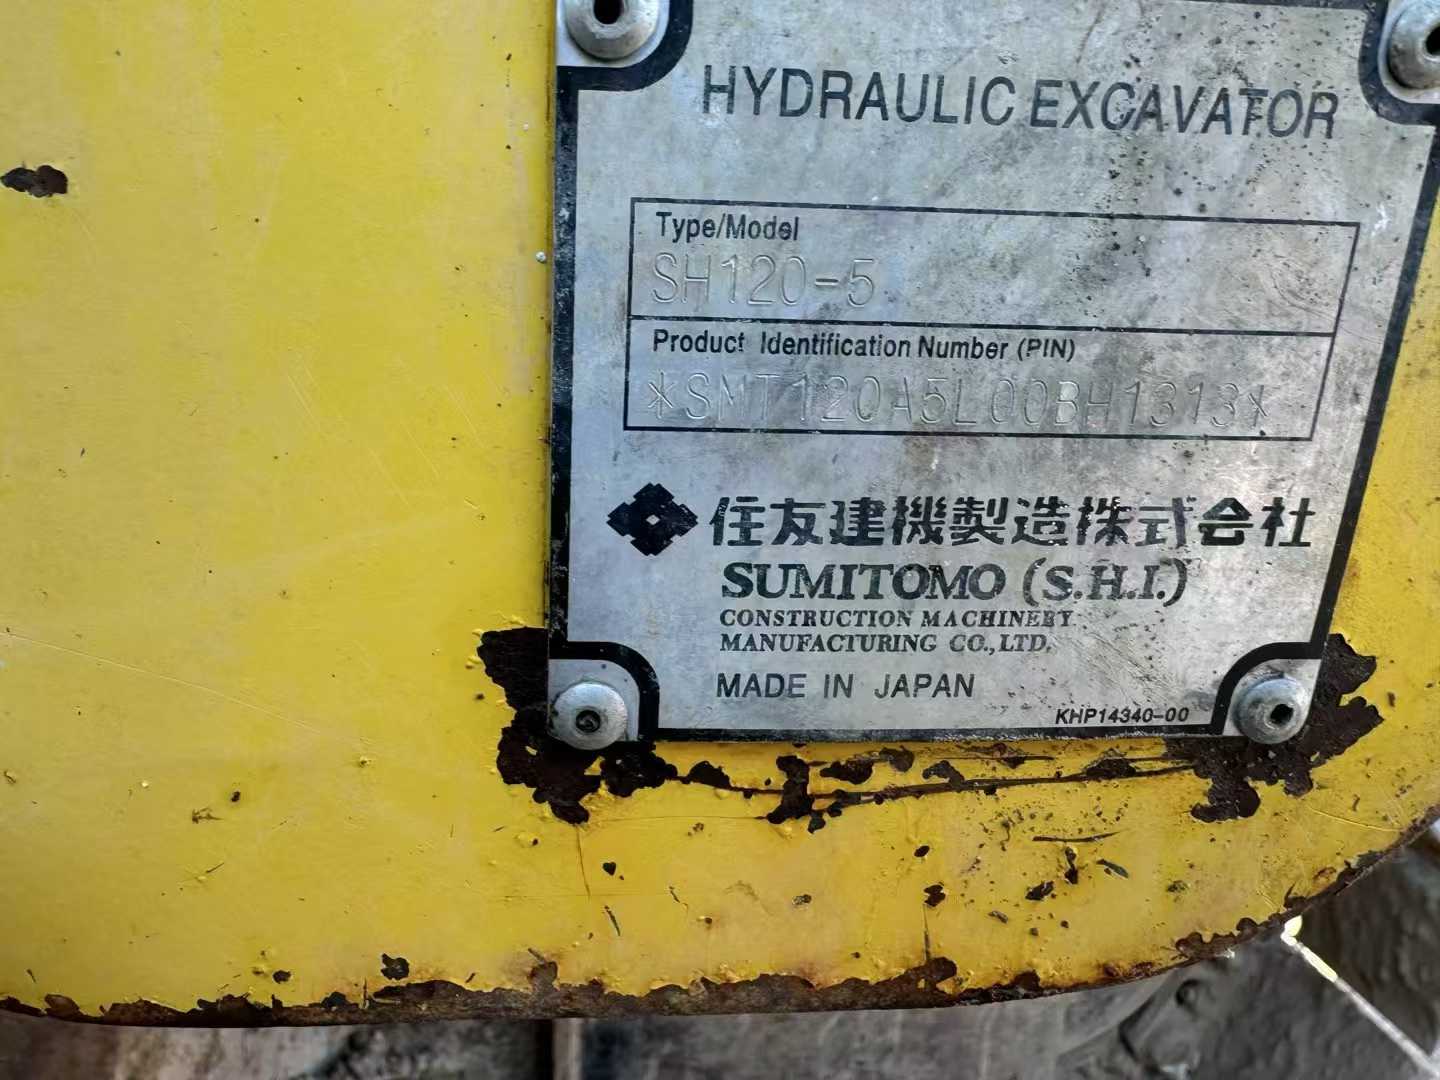 HYDRAULIC EXCAVATOR
Type/Model
SH120-5
Product Identification Number (PIN)
*SMT120A5L00BH1313*
住友建機製造株式会社
SUMITOMO (S.H.I.)
CONSTRUCTION MACHINERY
MANUFACTURING CO.,LTD.
MADE IN JAPAN
KHP14340-00